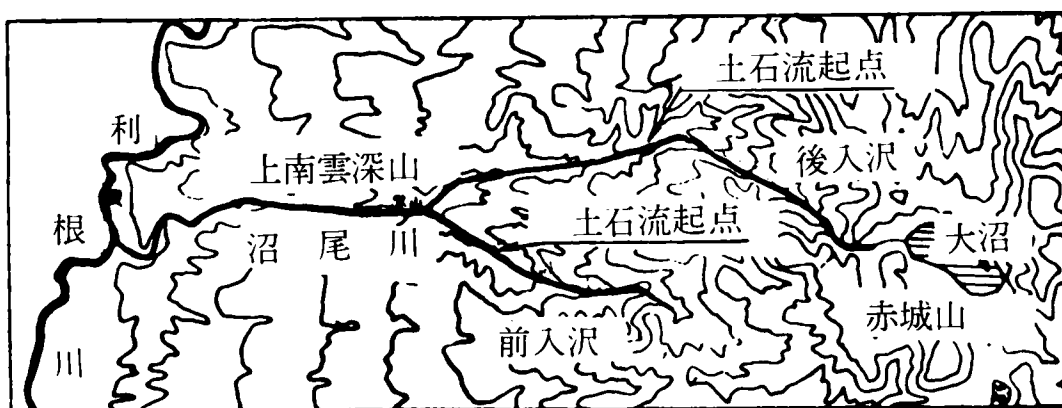 土石流起点
利根川
後入沢
上南雲深山
土石流起点
沼尾川
大沼
赤城山
前入沢